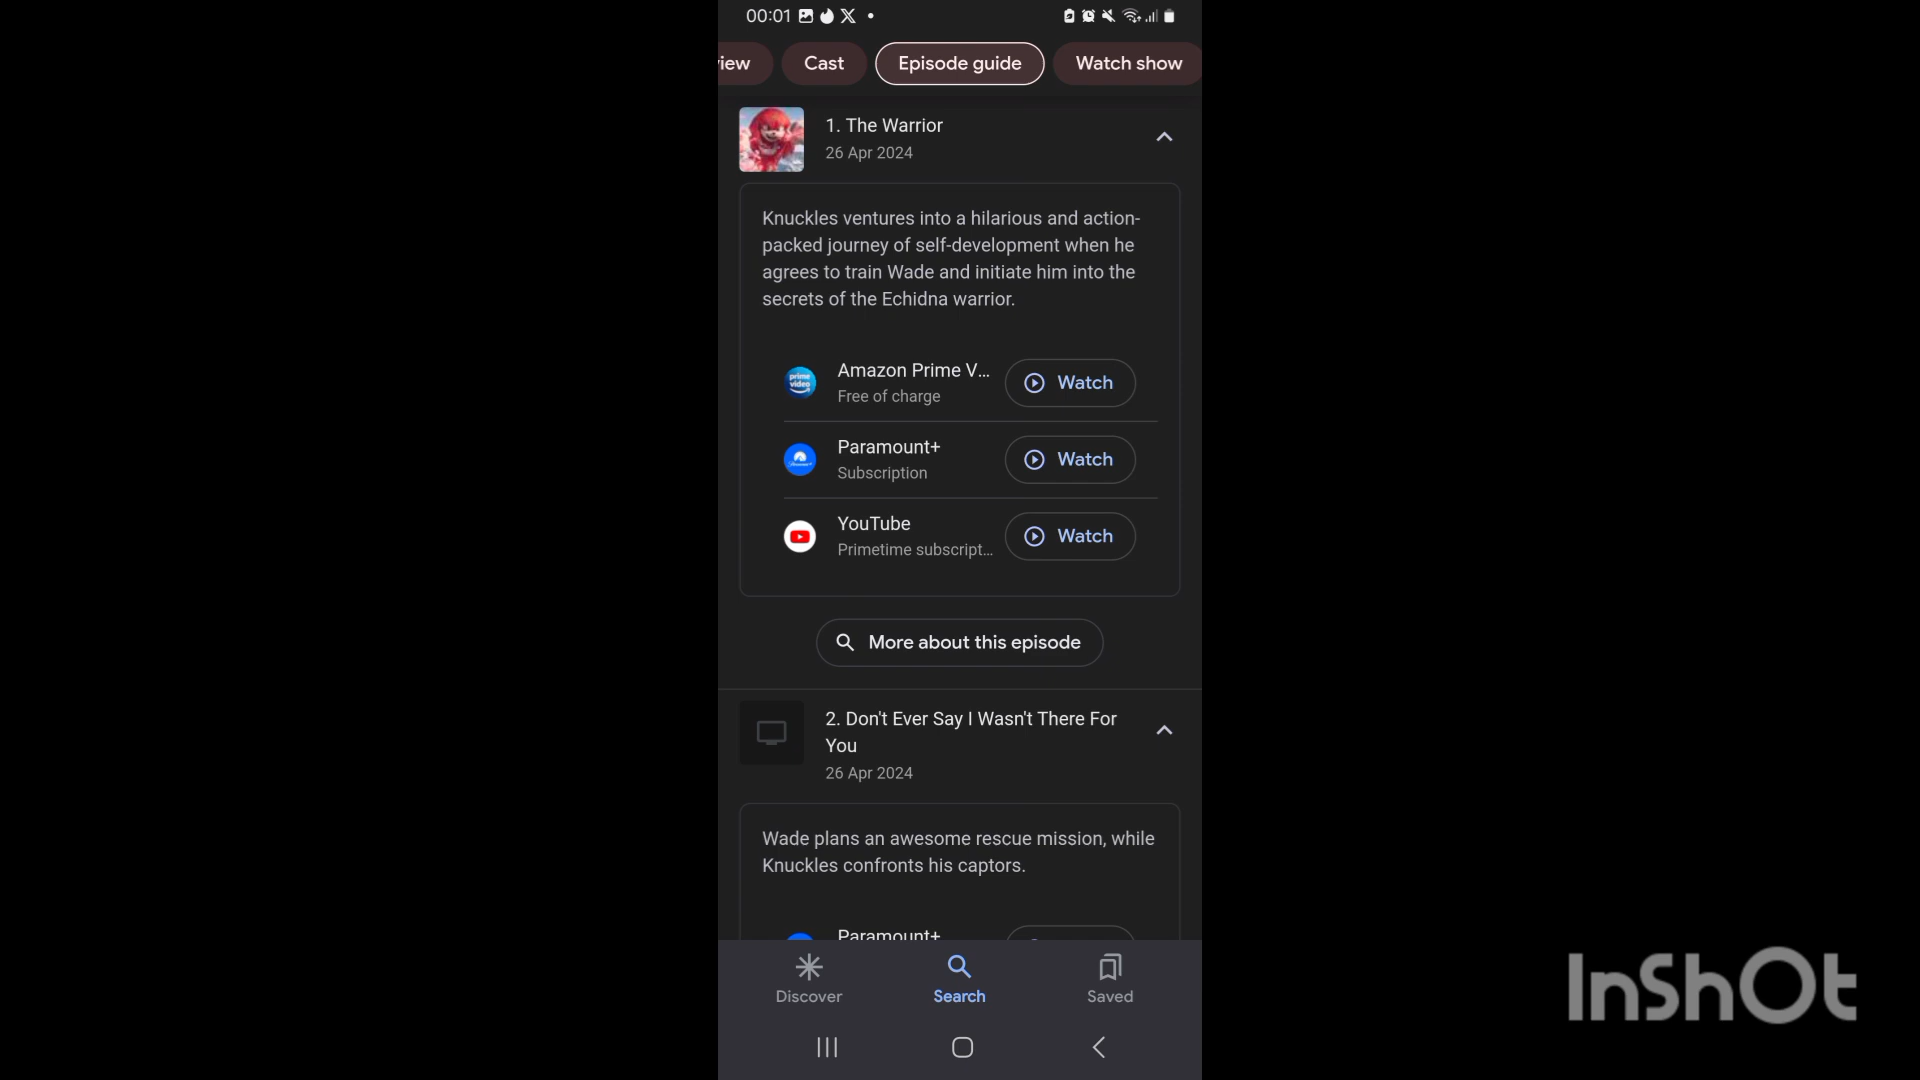 00:01
iew
Cast
Episode guide
Watch show
1. The Warrior
26 Apr 2024
Knuckles ventures into a hilarious and action-
packed journey of self-development when he
agrees to train Wade and initiate him into the
secrets of the Echidna warrior.
prime
video
Amazon Prime V...
Free of charge
Watch
Paramount+
Subscription
Watch
YouTube
Primetime subscript...
Watch
More about this episode
2. Don't Ever Say I Wasn't There For
You
26 Apr 2024
Wade plans an awesome rescue mission, while
Knuckles confronts his captors.
Paramount+
Discover
Search
Saved
InShOt